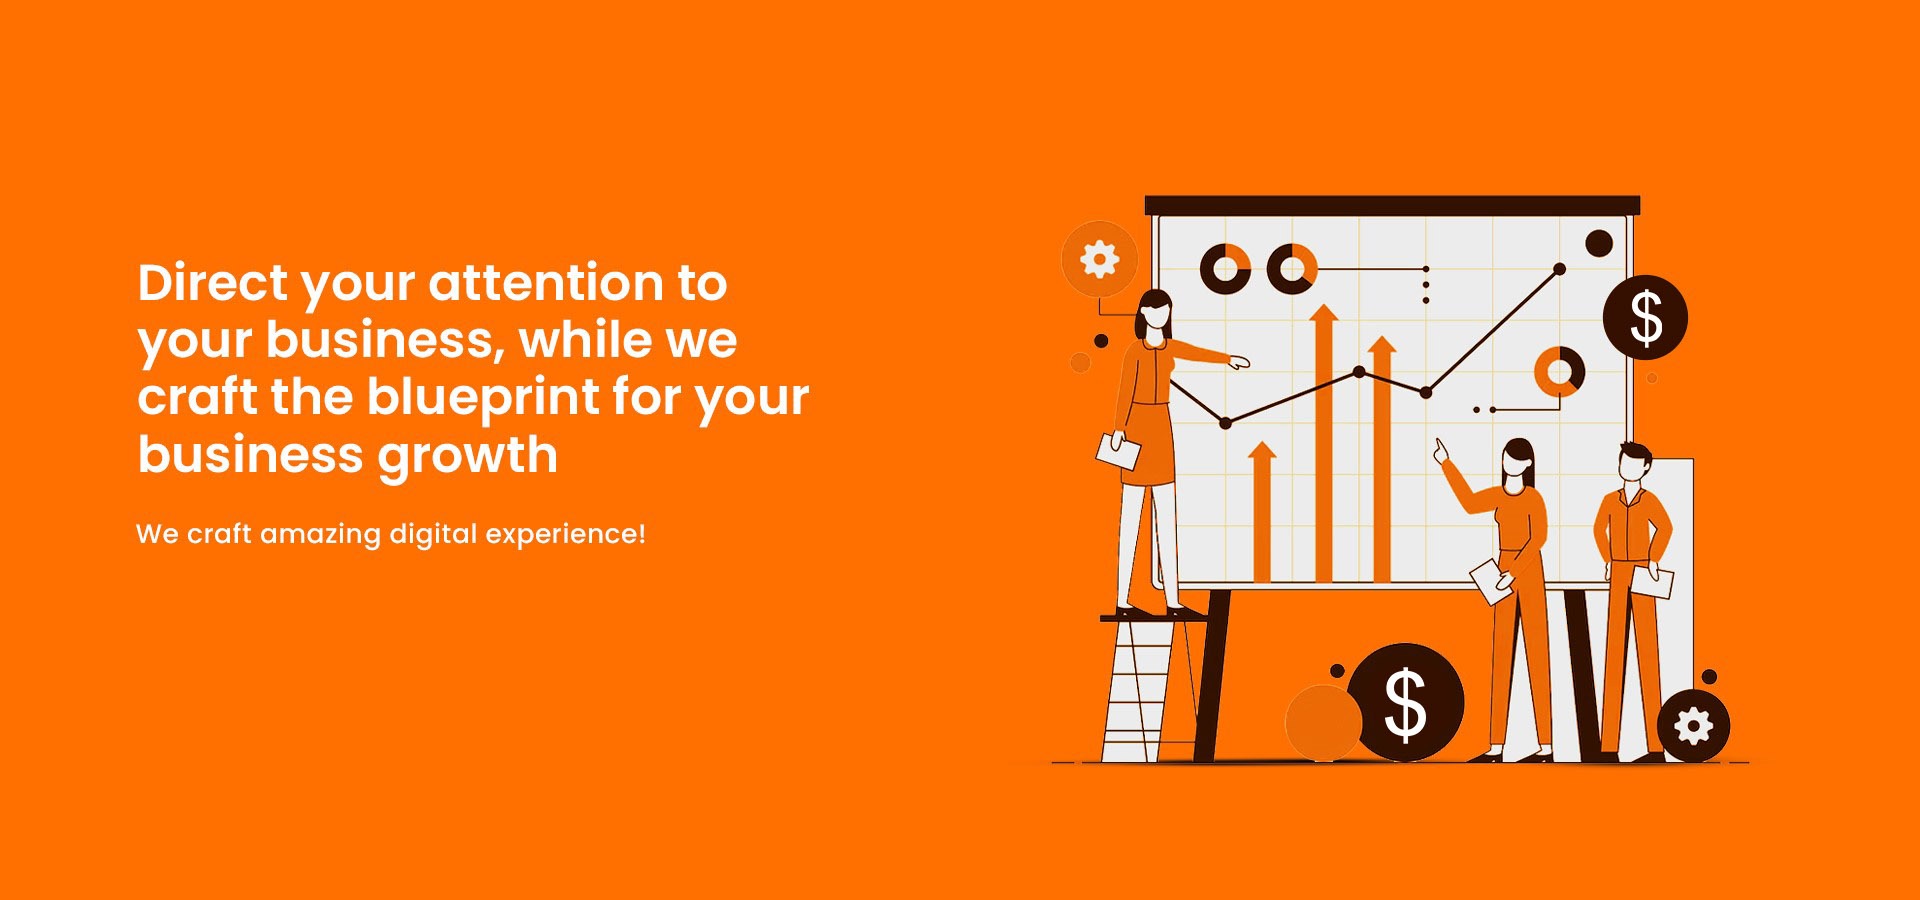 Direct your attention to
your business, while we
craft the blueprint for your
business growth
We craft amazing digital experience!
$
$